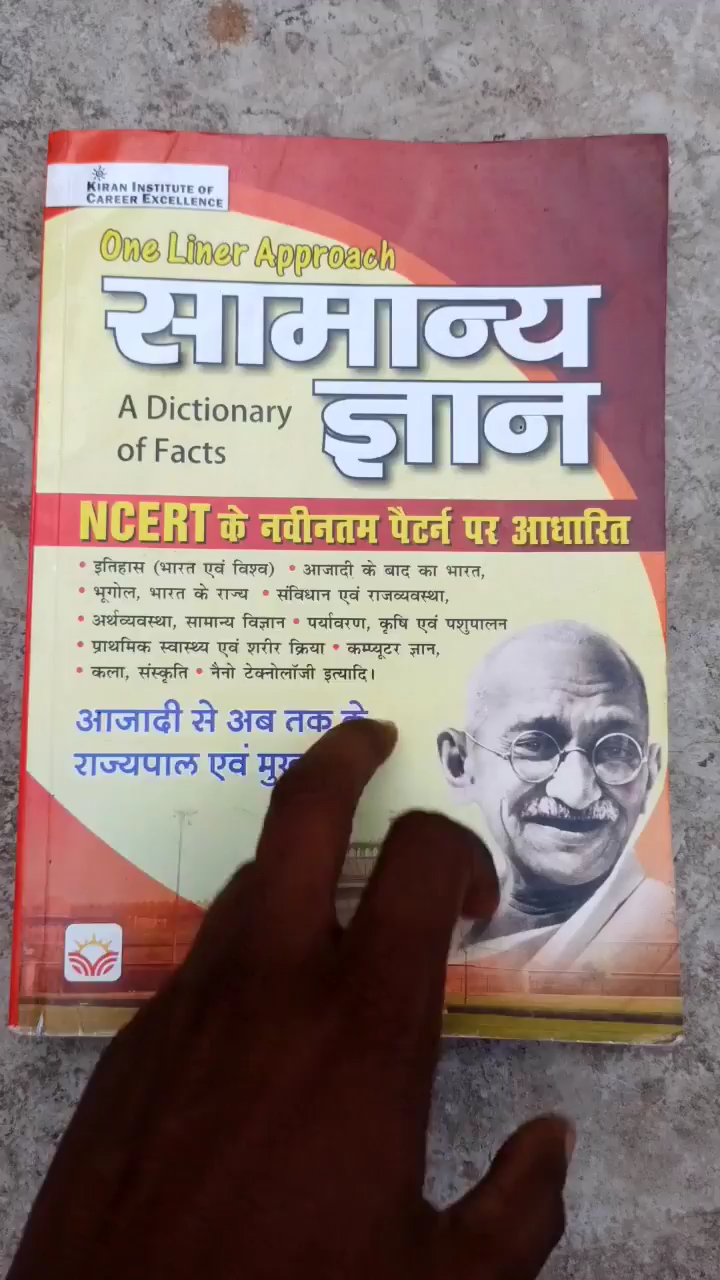 KIRAN INSTITUTE OF
CAREER EXCELLENCE
One Liner Approach
सामान्य
ज्ञान
A Dictionary
of Facts
NCERT के नवीनतम पैटर्न पर आधारित
• इतिहास (भारत एवं विश्व) • आजादी के बाद का भारत,
• भूगोल, भारत के राज्य • संविधान एवं राजव्यवस्था,
• अर्थव्यवस्था, सामान्य विज्ञान • पर्यावरण, कृषि एवं पशुपालन
• प्राथमिक स्वास्थ्य एवं शरीर क्रिया • कम्प्यूटर ज्ञान,
• कला, संस्कृति • नैनो टेक्नोलॉजी इत्यादि।
आजादी से अब तक के
राज्यपाल एवं